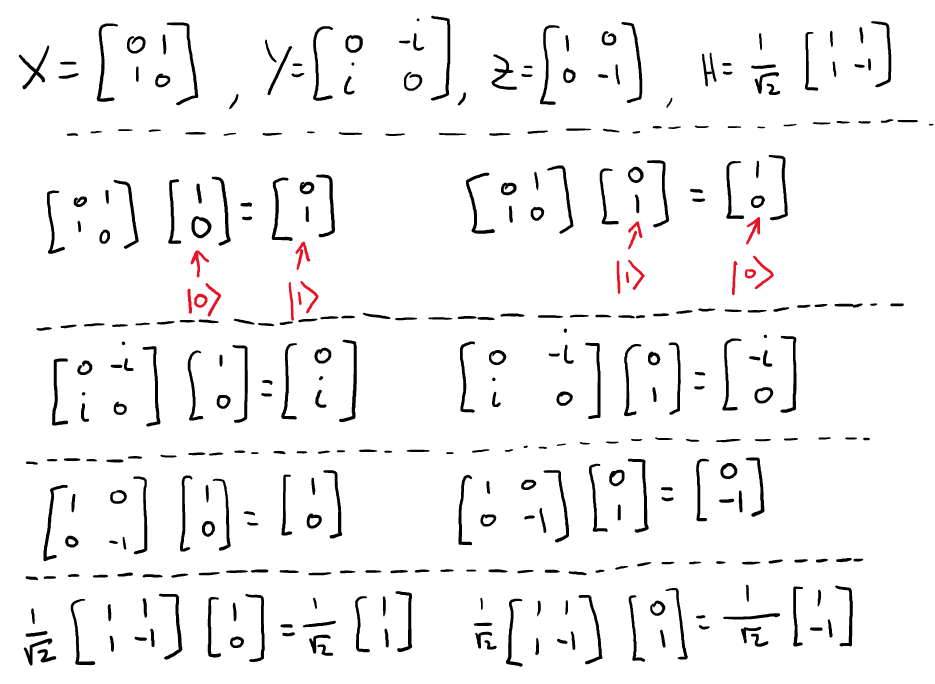 X = [0 1; 1 0], Y = [0 -i; i 0], Z = [1 0; 0 -1], H = 1/√2 [1 1; 1 -1]
[0 1; 1 0] [1; 0] = [0; 1]    [0 1; 1 0] [0; 1] = [1; 0]
|0⟩ |1⟩ |1⟩ |0⟩
[0 -i; i 0] [1; 0] = [0; i]    [0 -i; i 0] [0; 1] = [-i; 0]
[1 0; 0 -1] [1; 0] = [1; 0]    [1 0; 0 -1] [0; 1] = [0; -1]
1/√2 [1 1; 1 -1] [1; 0] = 1/√2 [1; 1]    1/√2 [1 1; 1 -1] [0; 1] = 1/√2 [1; -1]